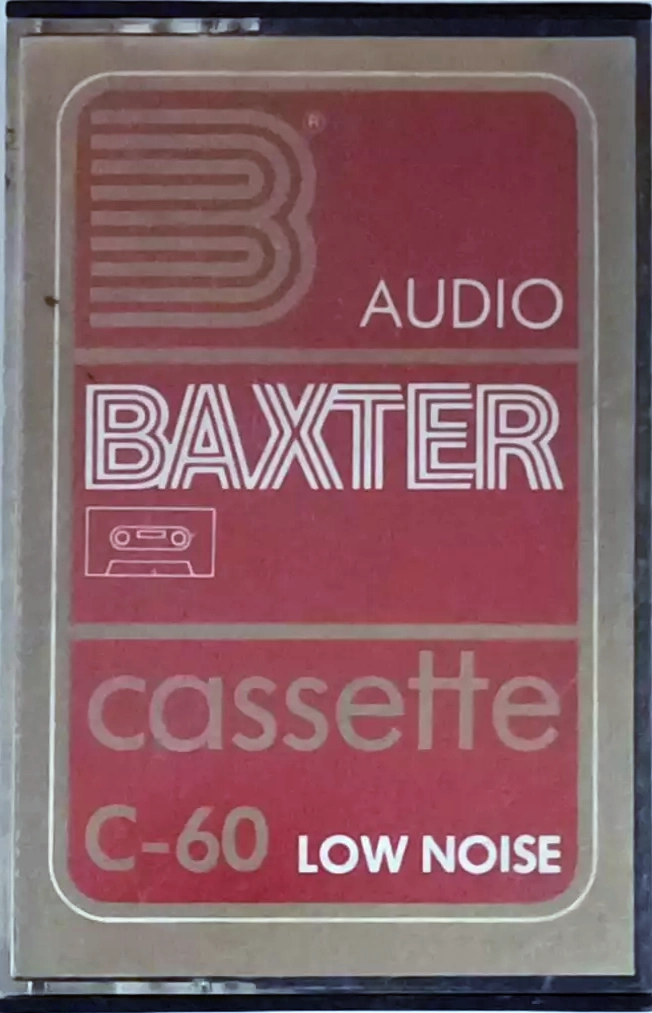 B®
AUDIO
BAXTER
cassette
C-60 LOW NOISE